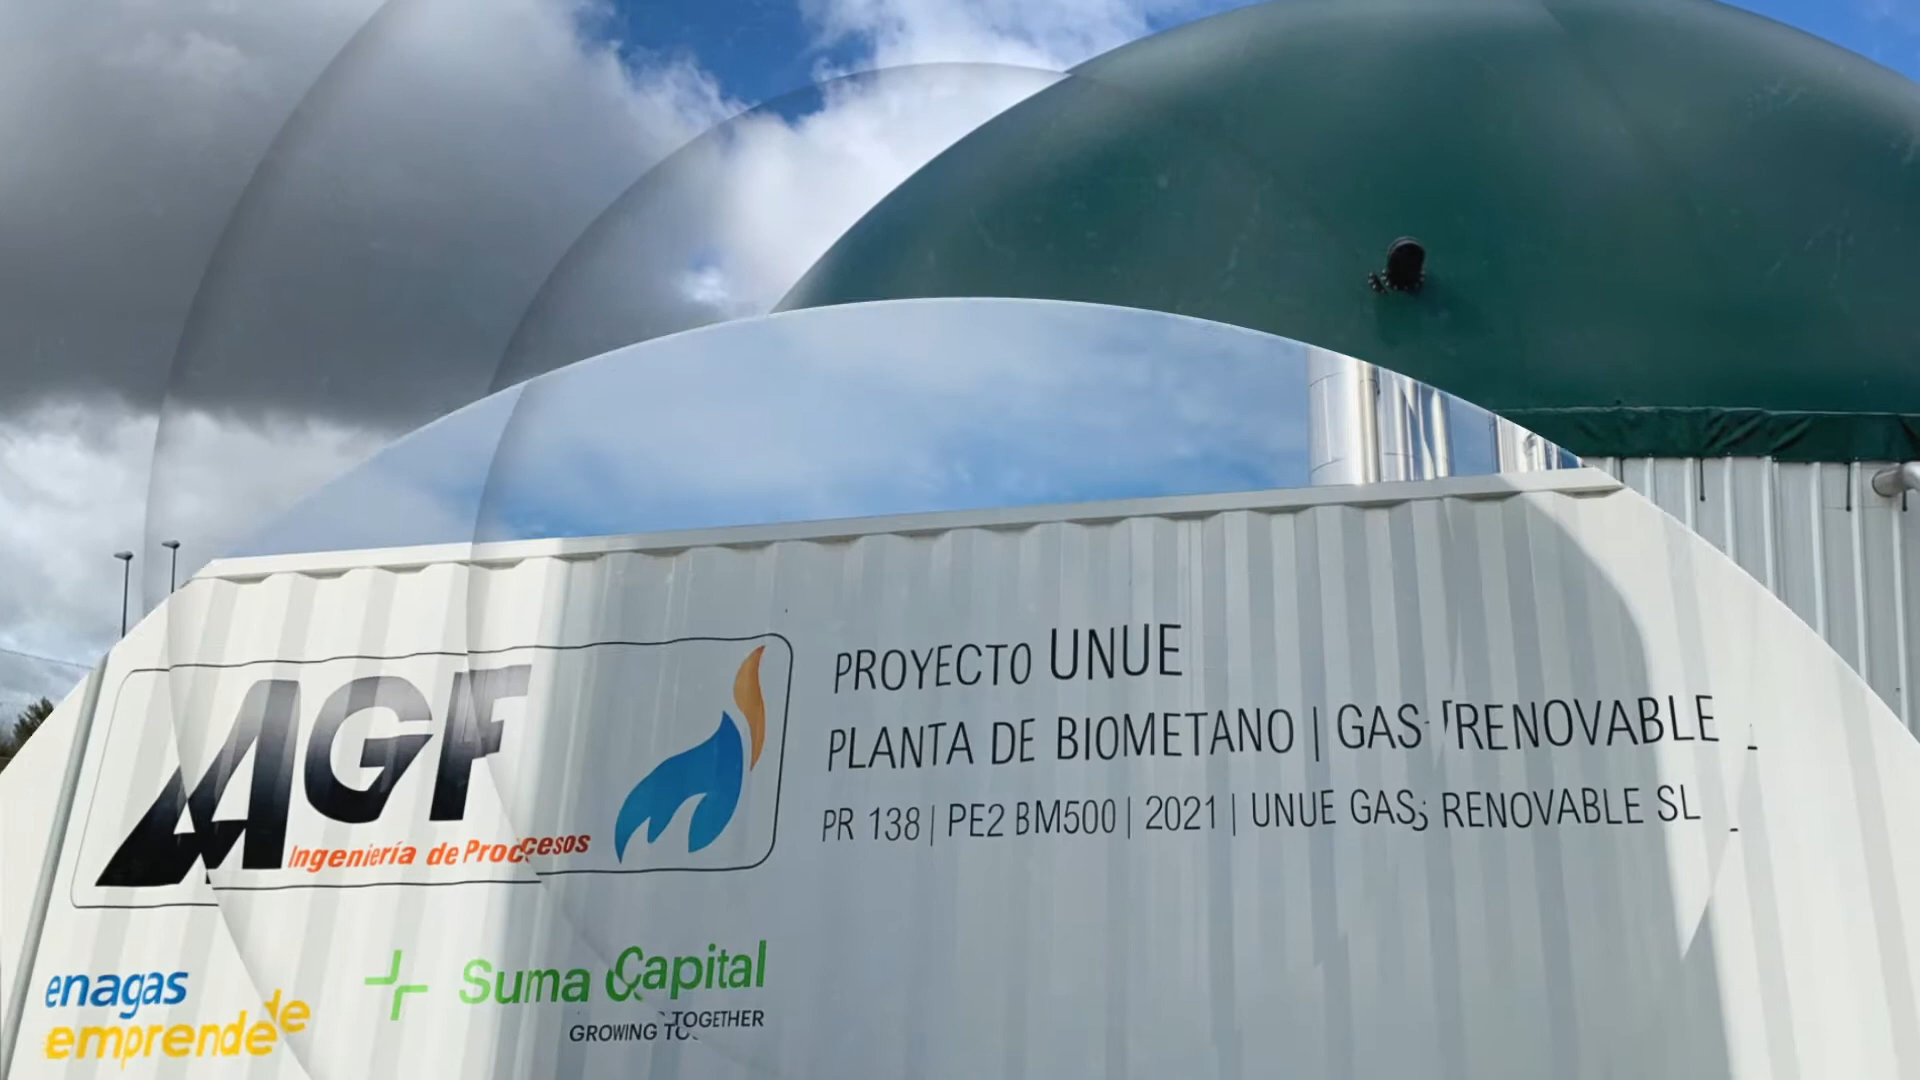 AGF
Ingeniería de Procesos
PROYECTO UNUE
PLANTA DE BIOMETANO | GAS RENOVABLE
PR 138 | PE2 BM500 | 2021 | UNUE GAS RENOVABLE SL
enagas
emprende
Suma Capital
GROWING TOGETHER